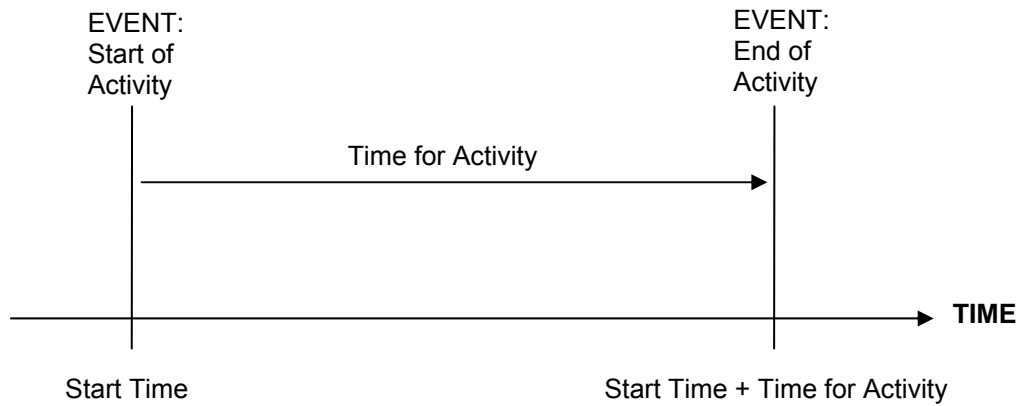 EVENT:
Start of
Activity
EVENT:
End of
Activity
Time for Activity
TIME
Start Time
Start Time + Time for Activity